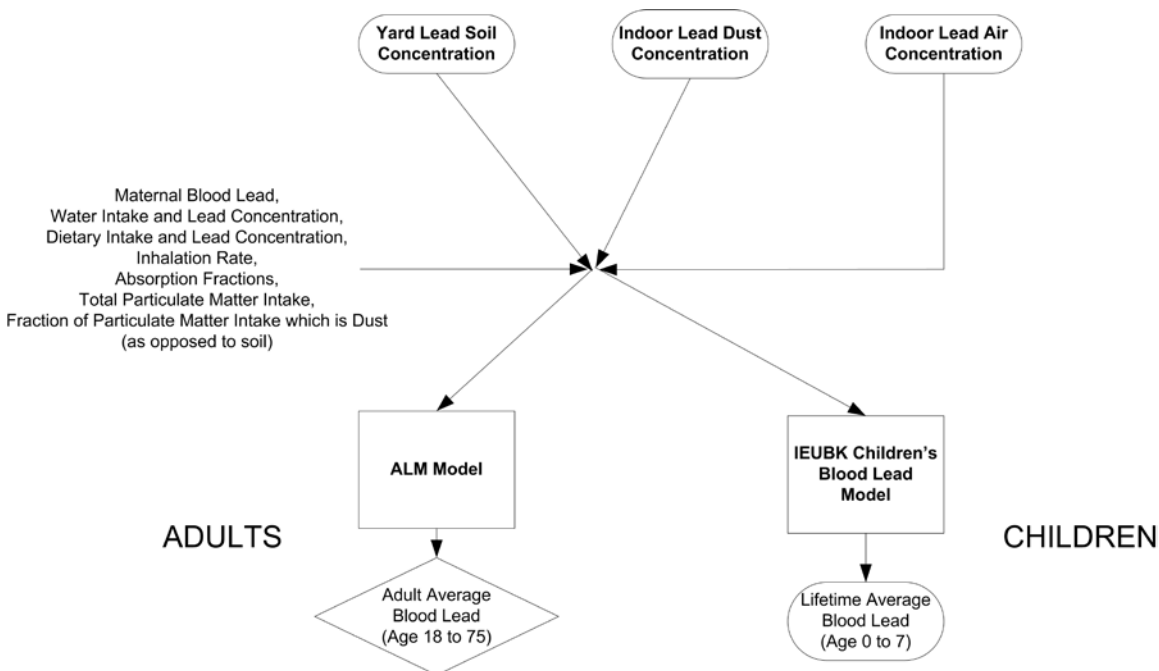 Yard Lead Soil
Concentration
Indoor Lead Dust
Concentration
Indoor Lead Air
Concentration
Maternal Blood Lead,
Water Intake and Lead Concentration,
Dietary Intake and Lead Concentration,
Inhalation Rate,
Absorption Fractions,
Total Particulate Matter Intake,
Fraction of Particulate Matter Intake which is Dust
(as opposed to soil)
ALM Model
IEUBK Children's
Blood Lead
Model
ADULTS
CHILDREN
Adult Average
Blood Lead
(Age 18 to 75)
Lifetime Average
Blood Lead
(Age 0 to 7)